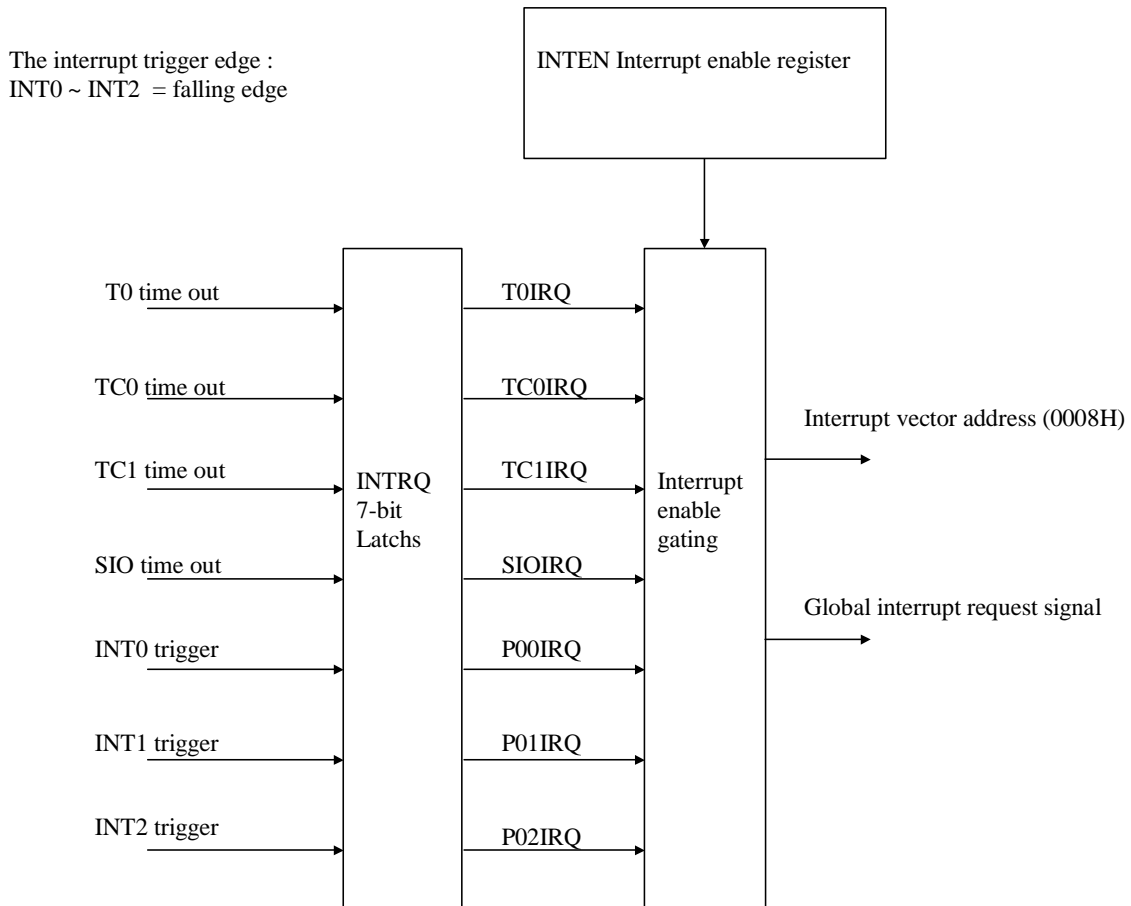 The interrupt trigger edge :
INT0 ~ INT2 = falling edge
INTEN Interrupt enable register
T0 time out
T0IRQ
TC0 time out
TC0IRQ
Interrupt vector address (0008H)
TC1 time out
INTRQ
7-bit
Latchs
TC1IRQ
Interrupt
enable
gating
SIO time out
SIOIRQ
Global interrupt request signal
INT0 trigger
P00IRQ
INT1 trigger
P01IRQ
INT2 trigger
P02IRQ